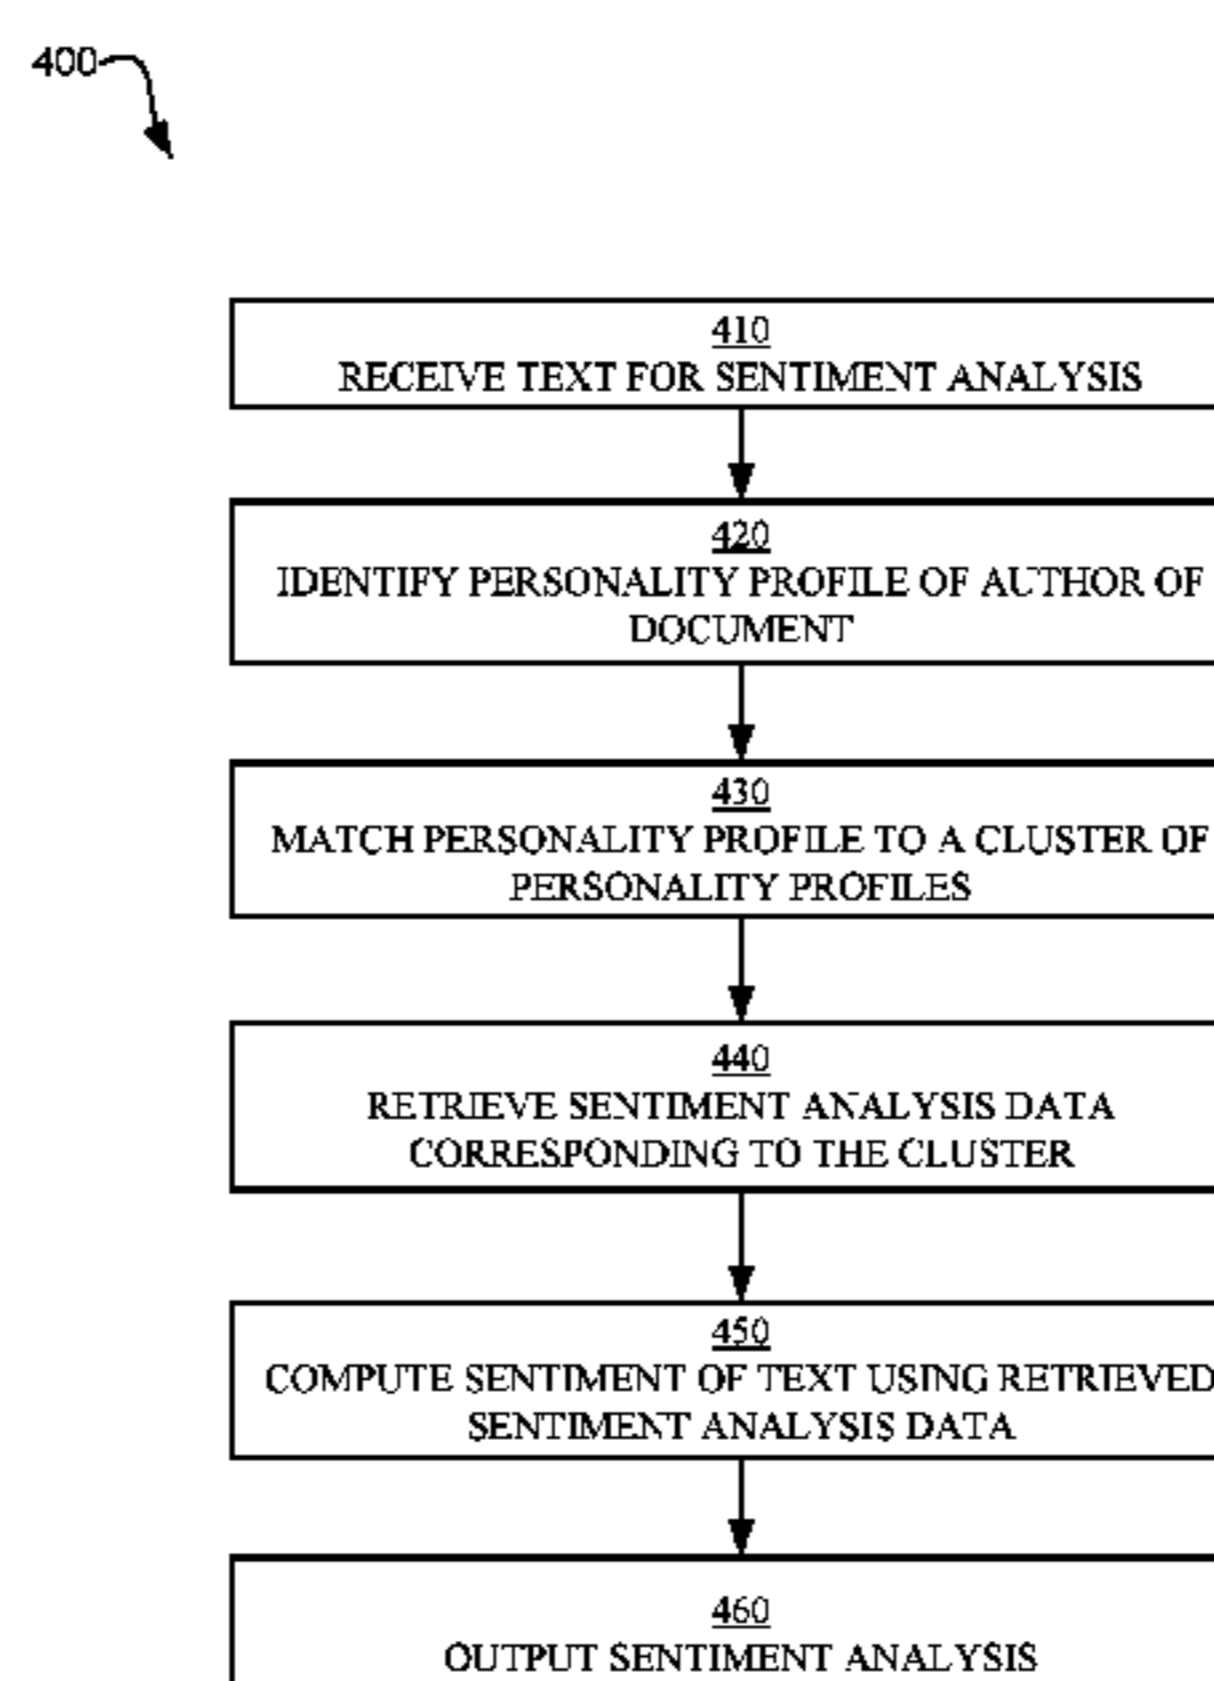 400
410
RECEIVE TEXT FOR SENTIMENT ANALYSIS
420
IDENTIFY PERSONALITY PROFILE OF AUTHOR OF
DOCUMENT
430
MATCH PERSONALITY PROFILE TO A CLUSTER OF
PERSONALITY PROFILES
440
RETRIEVE SENTIMENT ANALYSIS DATA
CORRESPONDING TO THE CLUSTER
450
COMPUTE SENTIMENT OF TEXT USING RETRIEVED
SENTIMENT ANALYSIS DATA
460
OUTPUT SENTIMENT ANALYSIS